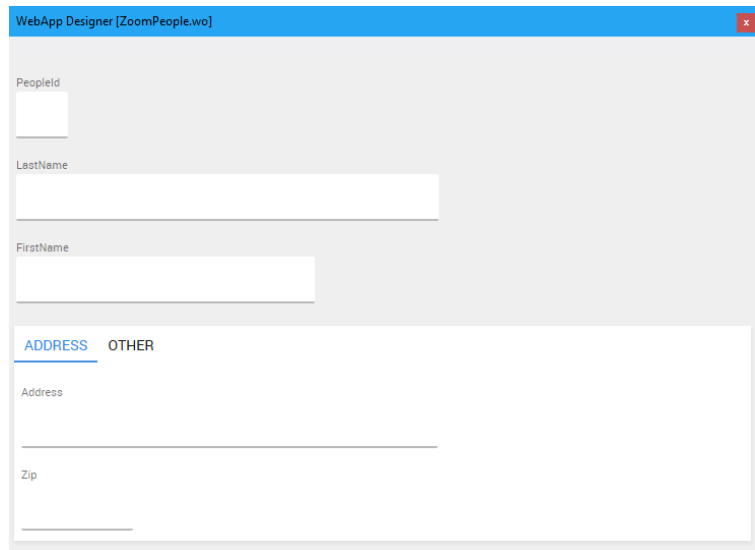 WebApp Designer [ZoomPeople.wo]
x
PeopleId
LastName
FirstName
ADDRESS OTHER
Address
Zip